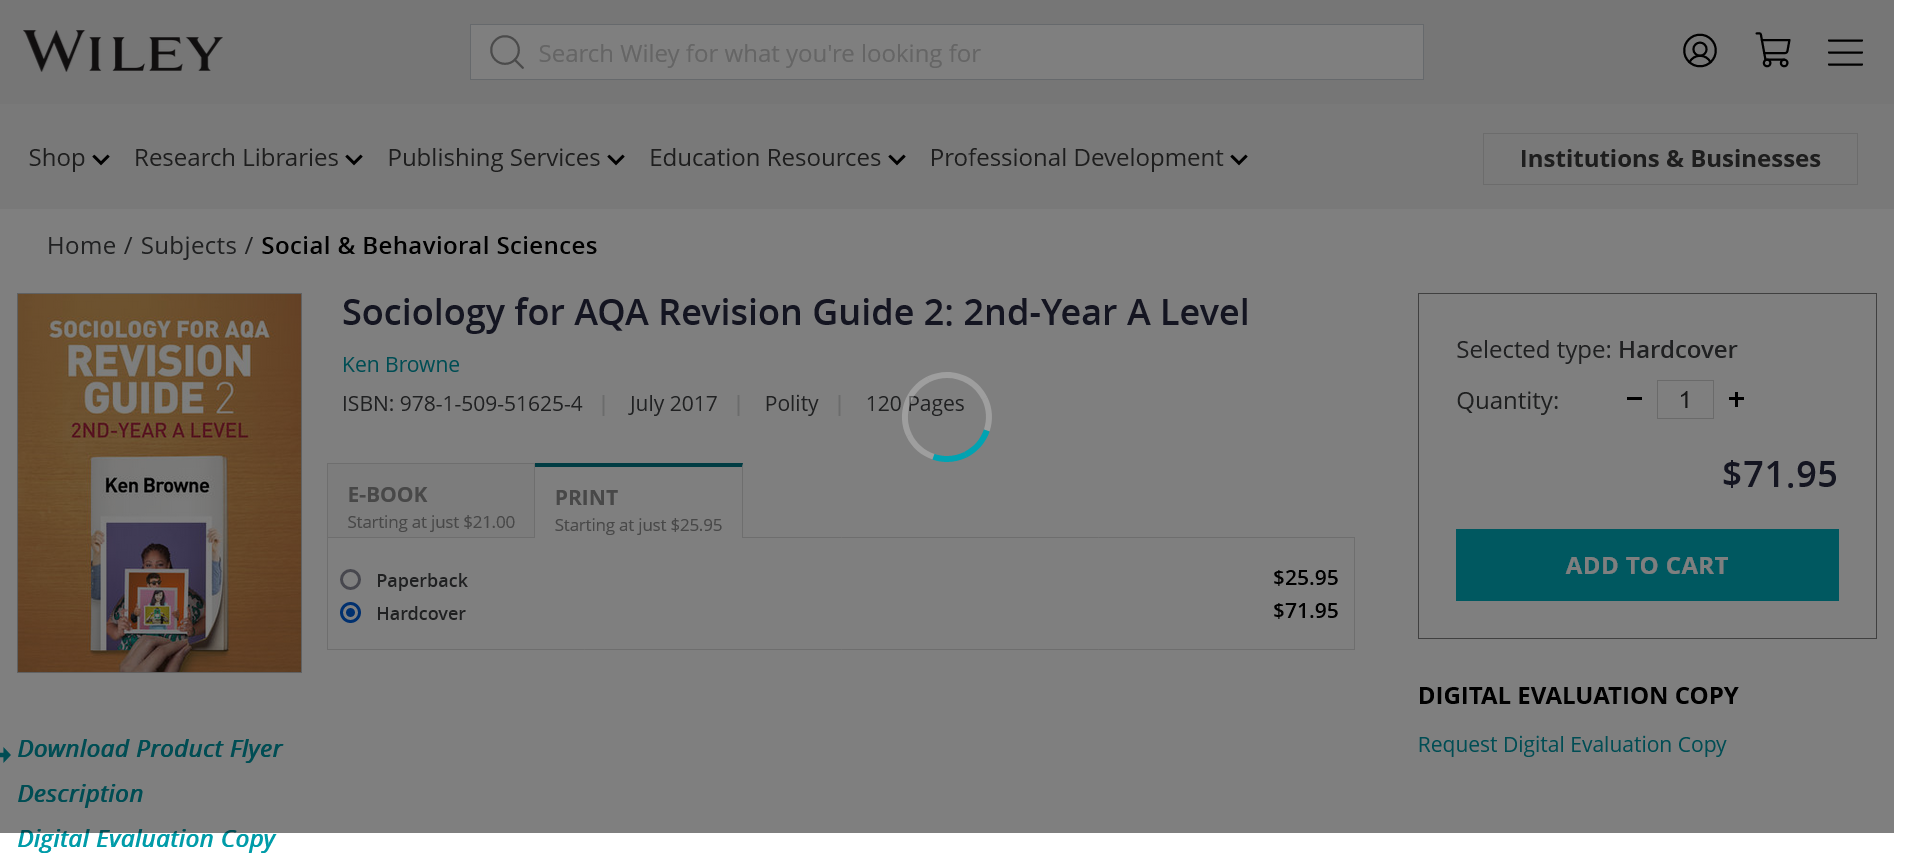 WILEY
Search Wiley for what you're looking for
Shop Research Libraries Publishing Services Education Resources Professional Development Institutions & Businesses
Home / Subjects / Social & Behavioral Sciences
SOCIOLOGY FOR AQA
REVISION
GUIDE 2
2ND-YEAR A LEVEL
Ken Browne
Sociology for AQA Revision Guide 2: 2nd-Year A Level
Ken Browne
ISBN: 978-1-509-51625-4 | July 2017 | Polity | 120 Pages
E-BOOK
Starting at just $21.00
PRINT
Starting at just $25.95
Paperback $25.95
Hardcover $71.95
Selected type: Hardcover
Quantity: 1
$71.95
ADD TO CART
DIGITAL EVALUATION COPY
Request Digital Evaluation Copy
Download Product Flyer
Description
Digital Evaluation Copy